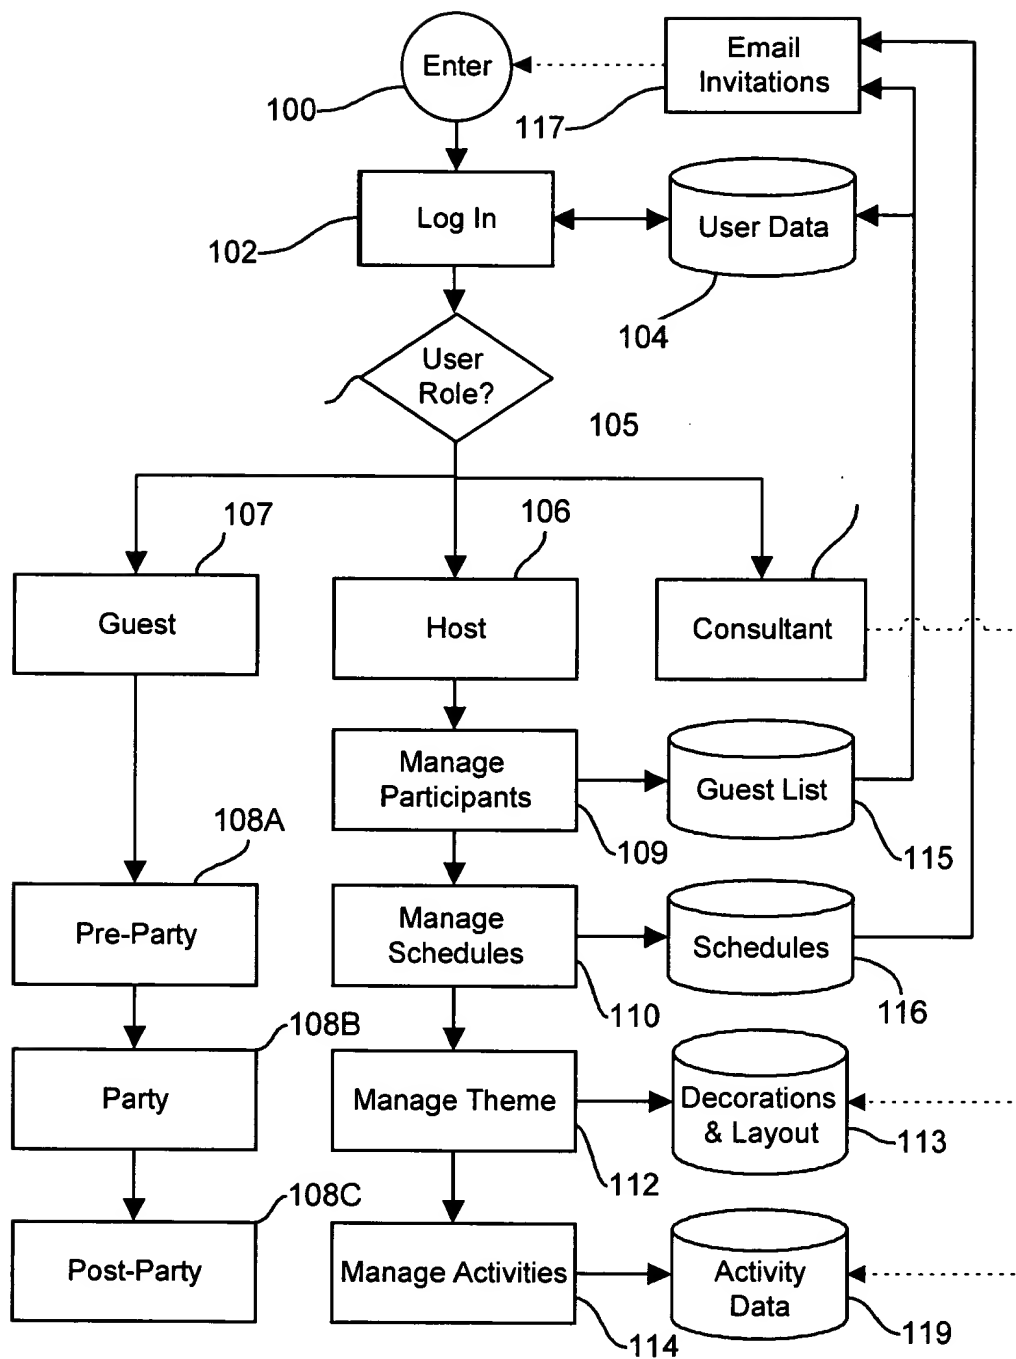 Enter
Email
Invitations
100
117
Log In
User Data
102
104
User
Role?
105
107
106
Guest
Host
Consultant
Manage
Participants
Guest List
108A
109
115
Pre-Party
Manage
Schedules
Schedules
110
116
108B
Party
Manage Theme
Decorations
& Layout
113
112
108C
Post-Party
Manage Activities
Activity
Data
114
119